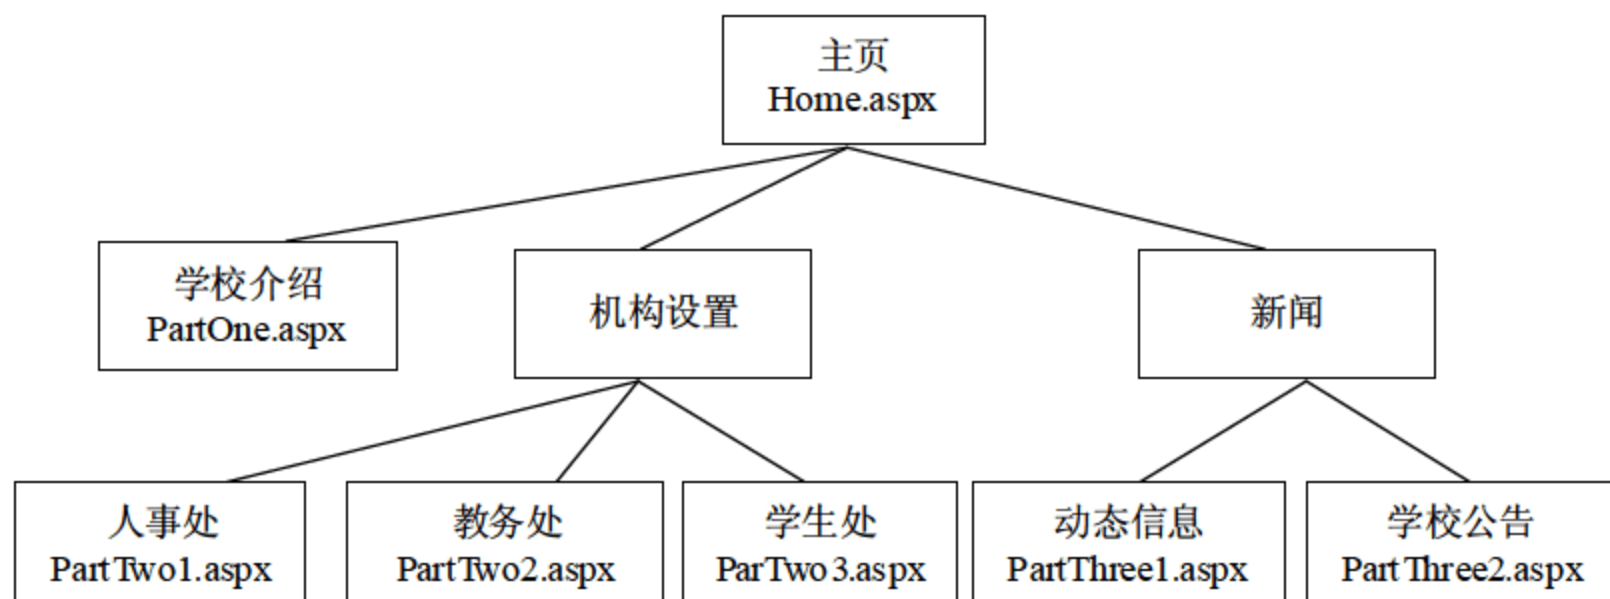 主页
Home.aspx
学校介绍
PartOne.aspx
机构设置
新闻
人事处
PartTwo1.aspx
教务处
PartTwo2.aspx
学生处
ParTwo3.aspx
动态信息
PartThree1.aspx
学校公告
PartThree2.aspx